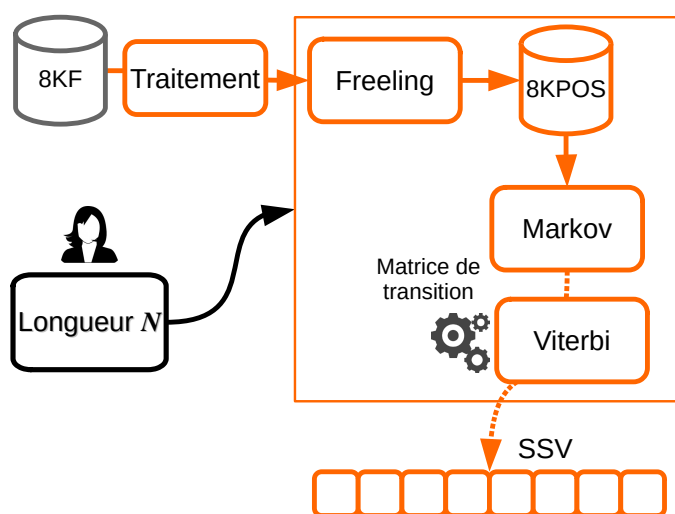 8KF
Traitement
Freeling
8KPOS
Markov
Matrice de
transition
Longueur N
Viterbi
SSV